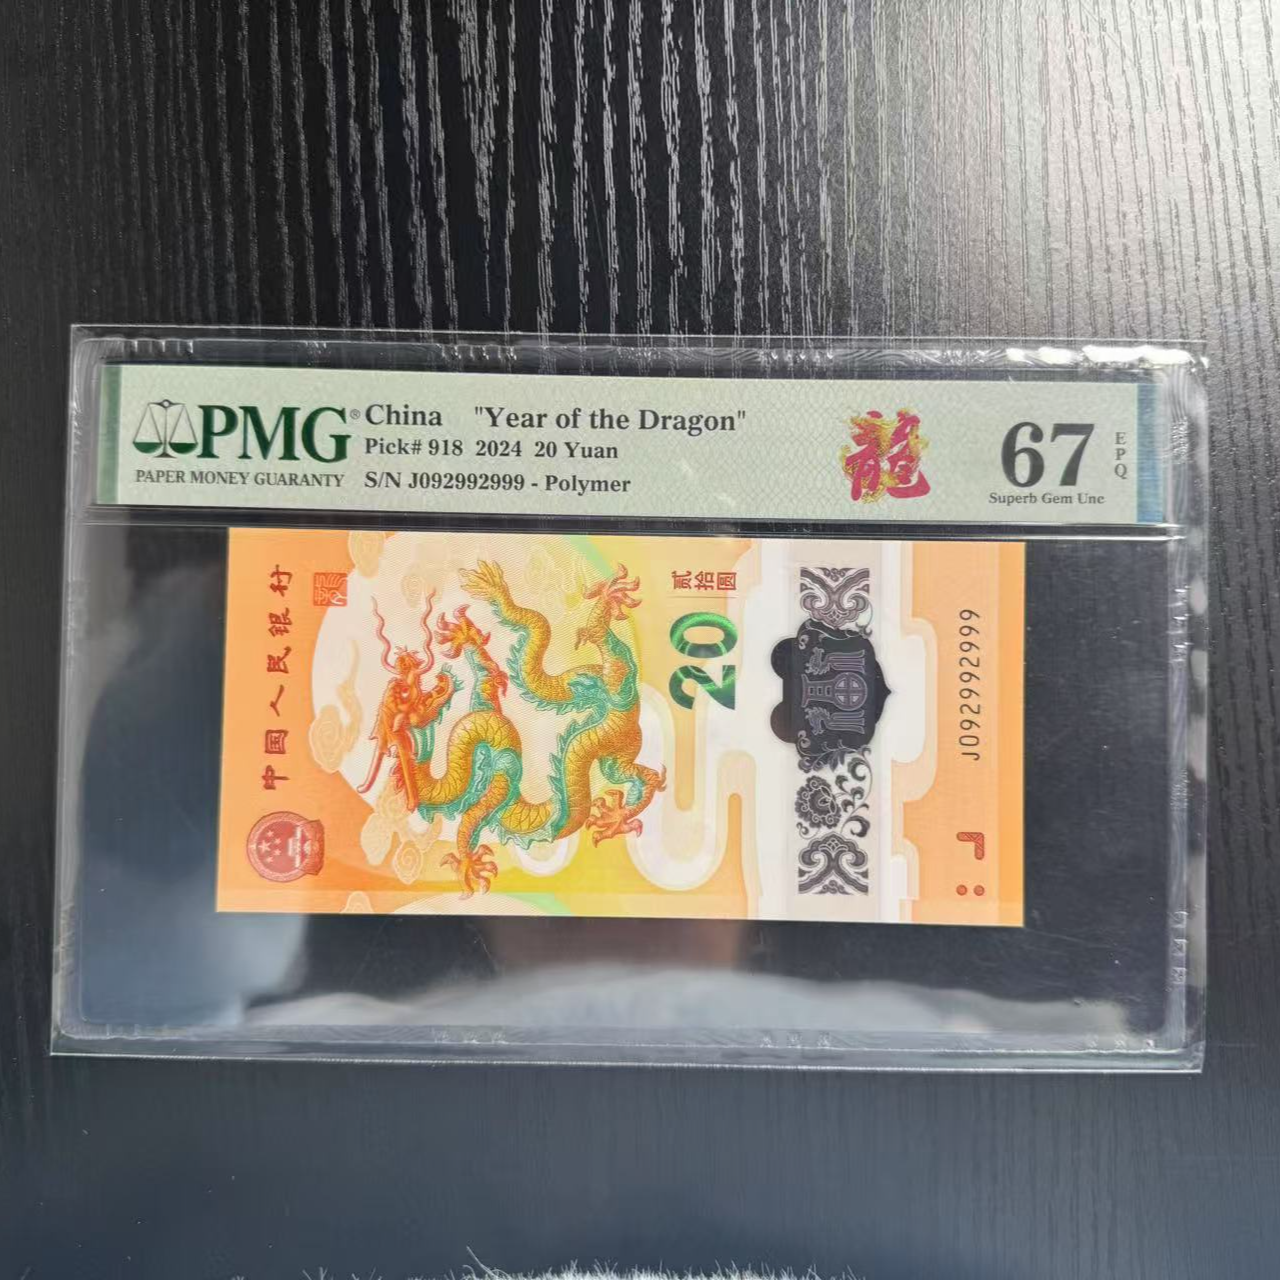 PMG® China "Year of the Dragon"
Pick# 918 2024 20 Yuan
PAPER MONEY GUARANTY S/N J092992999 - Polymer
龍
67 EPQ
Superb Gem Unc
中国人民银行
贰拾圆
20
J092992999